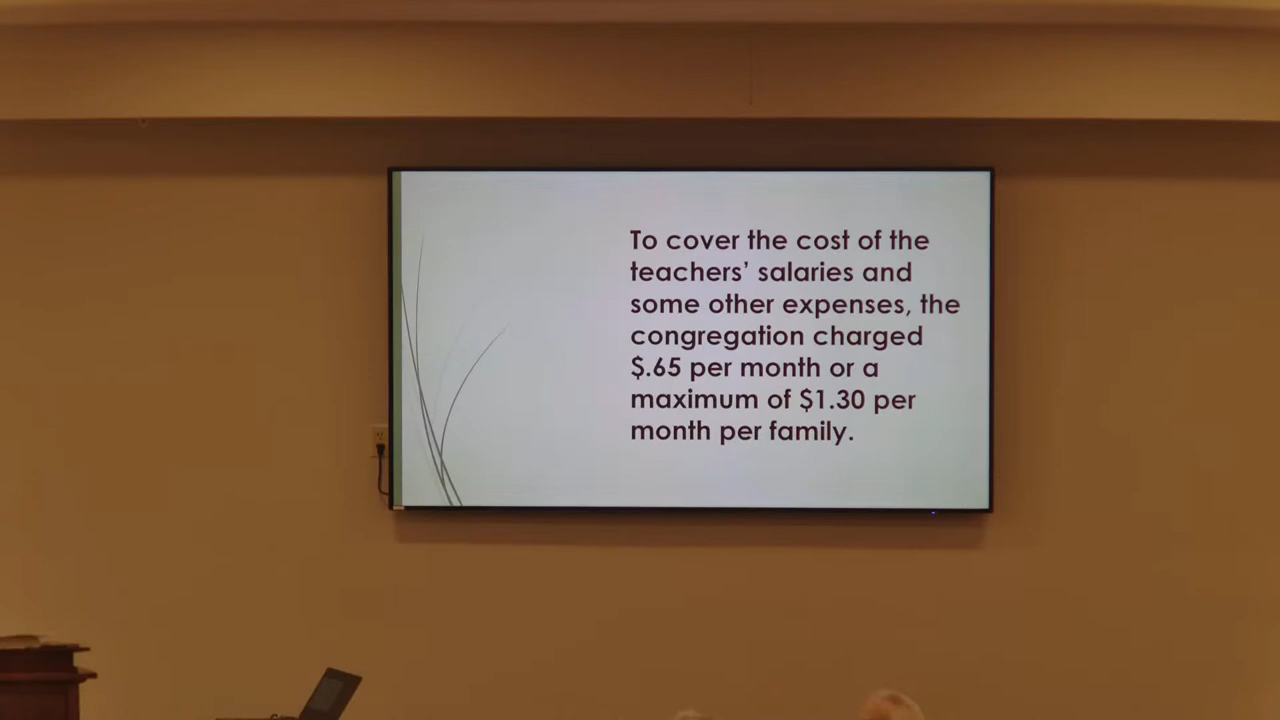 To cover the cost of the
teachers’ salaries and
some other expenses, the
congregation charged
$.65 per month or a
maximum of $1.30 per
month per family.